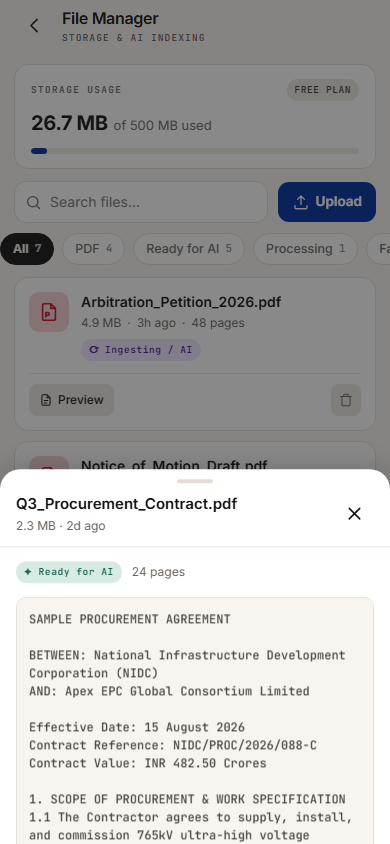 File Manager
STORAGE & AI INDEXING
STORAGE USAGE
FREE PLAN
26.7 MB of 500 MB used
Search files...
Upload
All 7
PDF 4
Ready for AI 5
Processing 1
Fa
Arbitration_Petition_2026.pdf
4.9 MB · 3h ago · 48 pages
Ingesting / AI
Preview
Notice_of_Motion_Draft.pdf
Q3_Procurement_Contract.pdf
2.3 MB · 2d ago
Ready for AI
24 pages
SAMPLE PROCUREMENT AGREEMENT
BETWEEN: National Infrastructure Development
Corporation (NIDC)
AND: Apex EPC Global Consortium Limited
Effective Date: 15 August 2026
Contract Reference: NIDC/PROC/2026/088-C
Contract Value: INR 482.50 Crores
1. SCOPE OF PROCUREMENT & WORK SPECIFICATION
1.1 The Contractor agrees to supply, install,
and commission 765kV ultra-high voltage